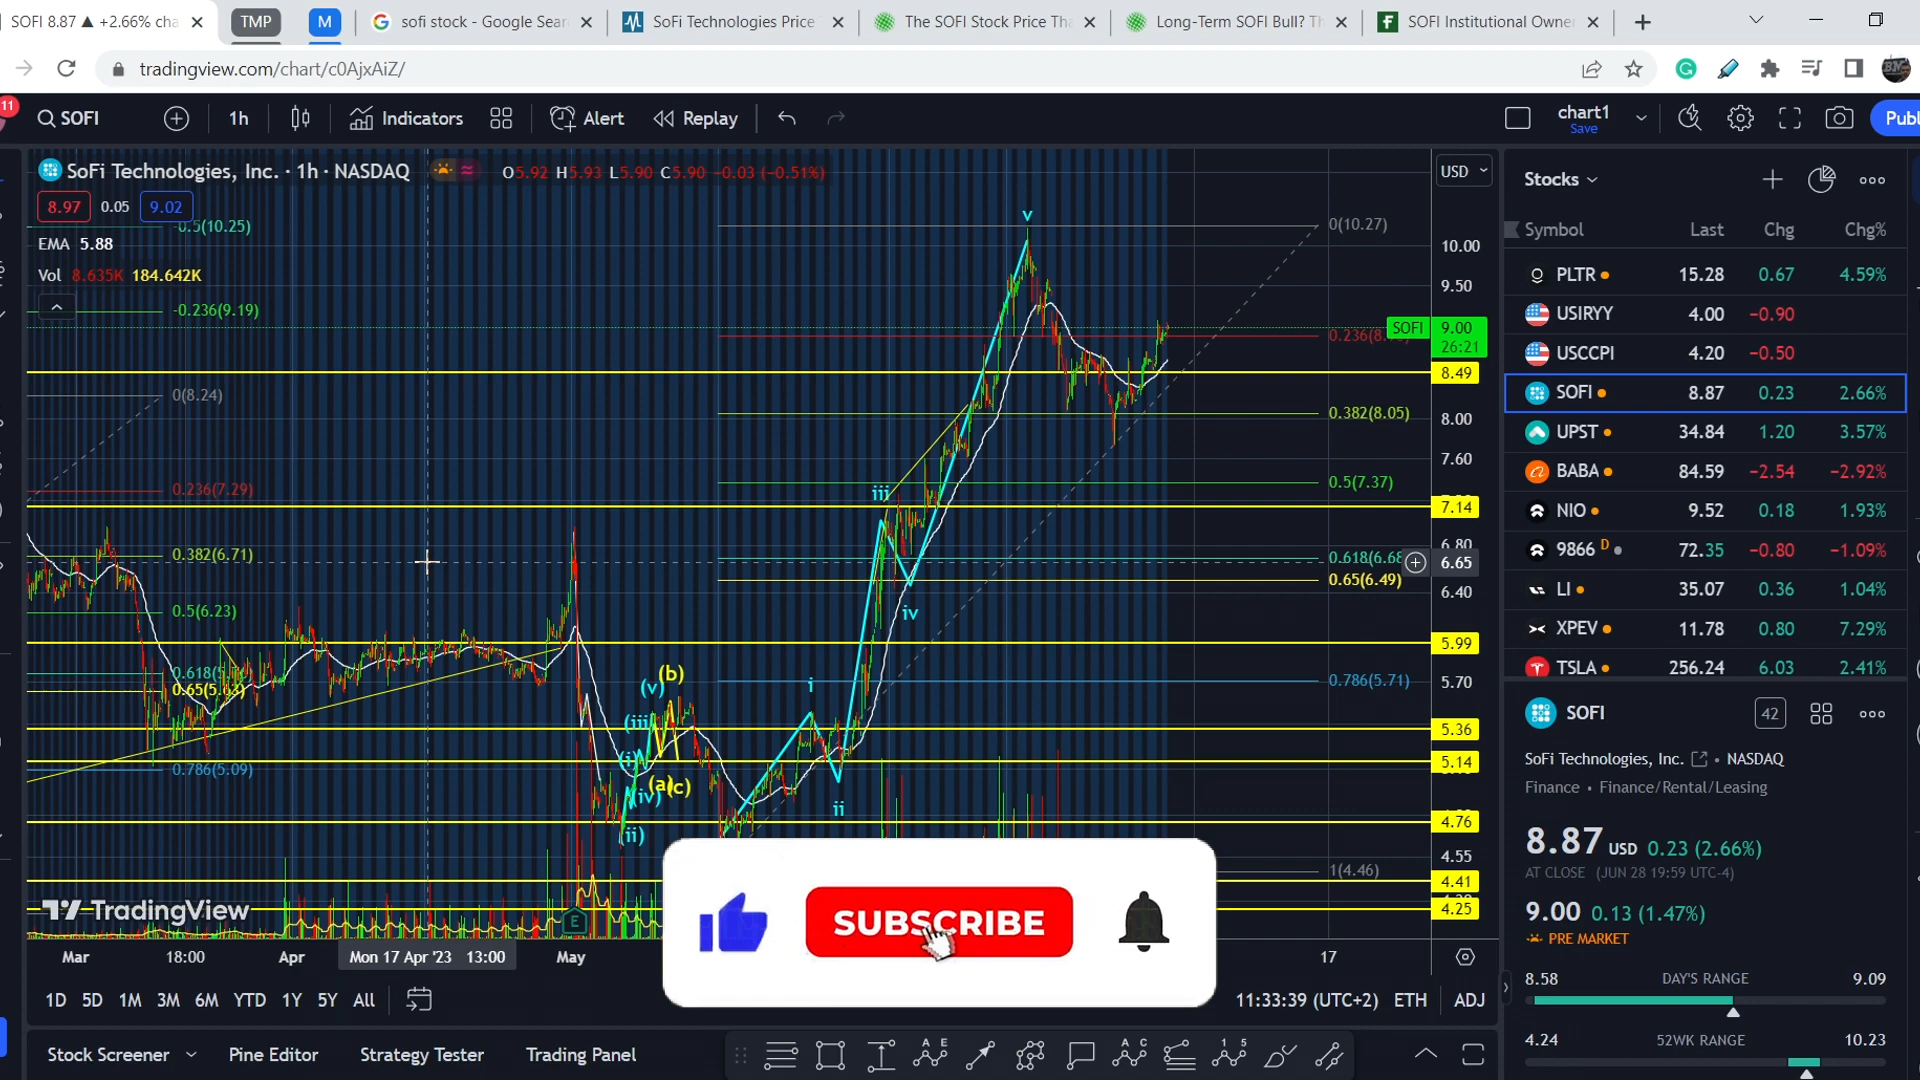 SOFI 8.87 ▲ +2.66% cha
TMP
M
sofi stock - Google Sear
SoFi Technologies Price
The SOFI Stock Price Tha
Long-Term SOFI Bull? Th
SOFI Institutional Owner
tradingview.com/chart/c0AjxAiZ/
11
SOFI
1h
Indicators
Alert
Replay
chart1
Save
Publ
SoFi Technologies, Inc. · 1h · NASDAQ
O5.92 H5.93 L5.90 C5.90 −0.03 (−0.51%)
8.97 0.05 9.02
-0.5(10.25)
EMA 5.88
Vol 8.635K 184.642K
-0.236(9.19)
0(8.24)
0.236(7.29)
0.382(6.71)
0.5(6.23)
0.65(5.63)
0.786(5.09)
(i)
(ii)
(iii)
(iv)
(v)
(b)
(c)
i
ii
iii
iv
v
0(10.27)
0.382(8.05)
0.5(7.37)
0.65(6.49)
0.786(5.71)
1(4.46)
USD
10.00
9.50
SOFI 9.00
26:21
8.49
8.00
7.60
7.14
6.80
6.65
6.40
5.99
5.70
5.36
5.14
4.76
4.55
4.41
4.25
TradingView
E
SUBSCRIBE
Mar
18:00
Apr
Mon 17 Apr '23 13:00
May
17
1D 5D 1M 3M 6M YTD 1Y 5Y All
11:33:39 (UTC+2) ETH ADJ
Stock Screener
Pine Editor
Strategy Tester
Trading Panel
Stocks
Symbol Last Chg Chg%
PLTR 15.28 0.67 4.59%
USIRYY 4.00 −0.90
USCCPI 4.20 −0.50
SOFI 8.87 0.23 2.66%
UPST 34.84 1.20 3.57%
BABA 84.59 −2.54 −2.92%
NIO 9.52 0.18 1.93%
9866 D 72.35 −0.80 −1.09%
LI 35.07 0.36 1.04%
XPEV 11.78 0.80 7.29%
TSLA 256.24 6.03 2.41%
SOFI
42
SoFi Technologies, Inc. • NASDAQ
Finance • Finance/Rental/Leasing
8.87 USD 0.23 (2.66%)
AT CLOSE (JUN 28 19:59 UTC-4)
9.00 0.13 (1.47%)
PRE MARKET
8.58 DAY'S RANGE 9.09
4.24 52WK RANGE 10.23